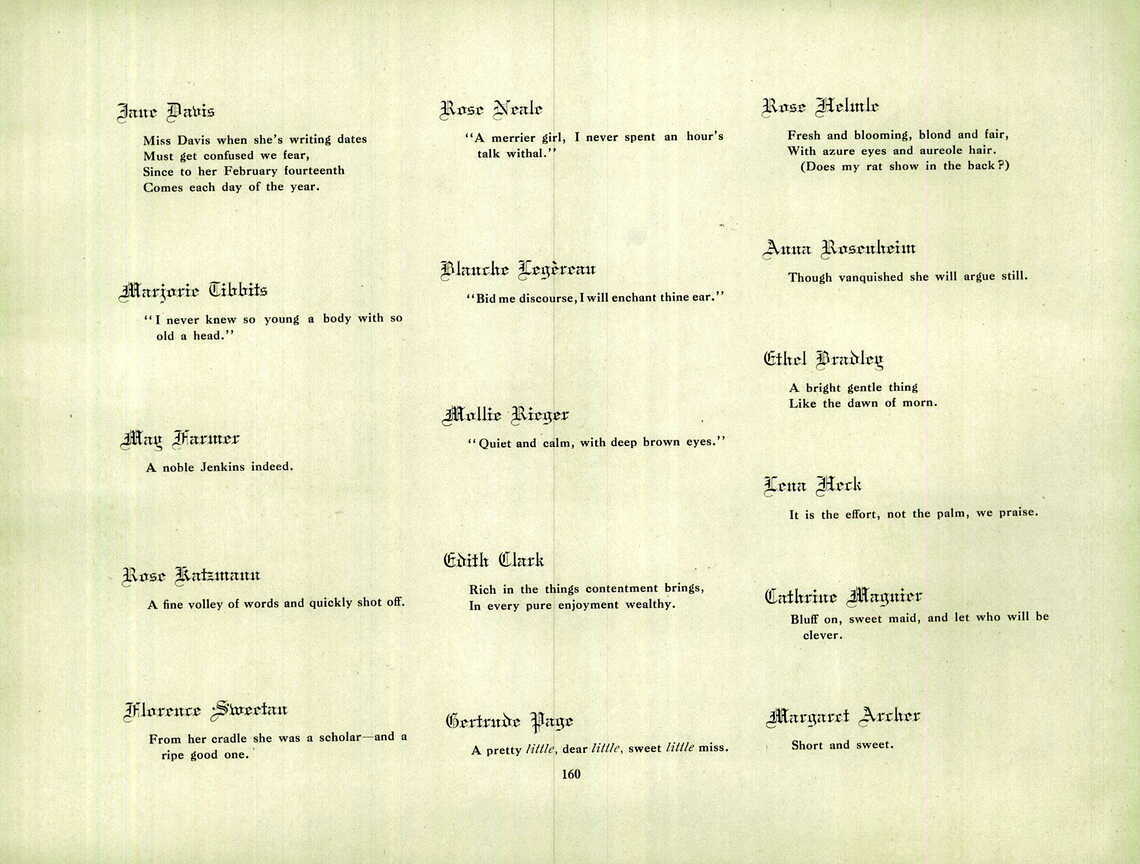 Jane Davis
Miss Davis when she's writing dates
Must get confused we fear,
Since to her February fourteenth
Comes each day of the year.
Marjorie Tibbits
"I never knew so young a body with so
old a head."
May Farmer
A noble Jenkins indeed.
Rose Katzmann
A fine volley of words and quickly shot off.
Florence Sweetan
From her cradle she was a scholar—and a
ripe good one.
Rose Neale
"A merrier girl, I never spent an hour's
talk withal."
Blanche Legèreau
"Bid me discourse, I will enchant thine ear."
Mollie Rieger
"Quiet and calm, with deep brown eyes."
Edith Clark
Rich in the things contentment brings,
In every pure enjoyment wealthy.
Gertrude Page
A pretty little, dear little, sweet little miss.
Rose Helmle
Fresh and blooming, blond and fair,
With azure eyes and aureole hair.
(Does my rat show in the back?)
Anna Rosenheim
Though vanquished she will argue still.
Ethel Bradley
A bright gentle thing
Like the dawn of morn.
Lena Heck
It is the effort, not the palm, we praise.
Cathrine Magnier
Bluff on, sweet maid, and let who will be
clever.
Margaret Archer
Short and sweet.
160